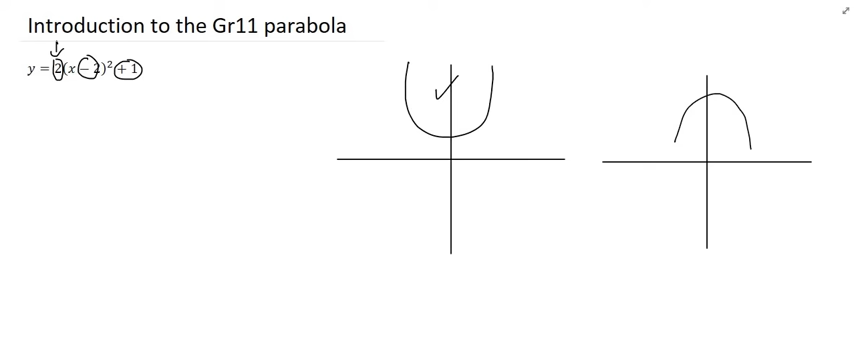 Introduction to the Gr11 parabola
y = 2(x − 2)² + 1